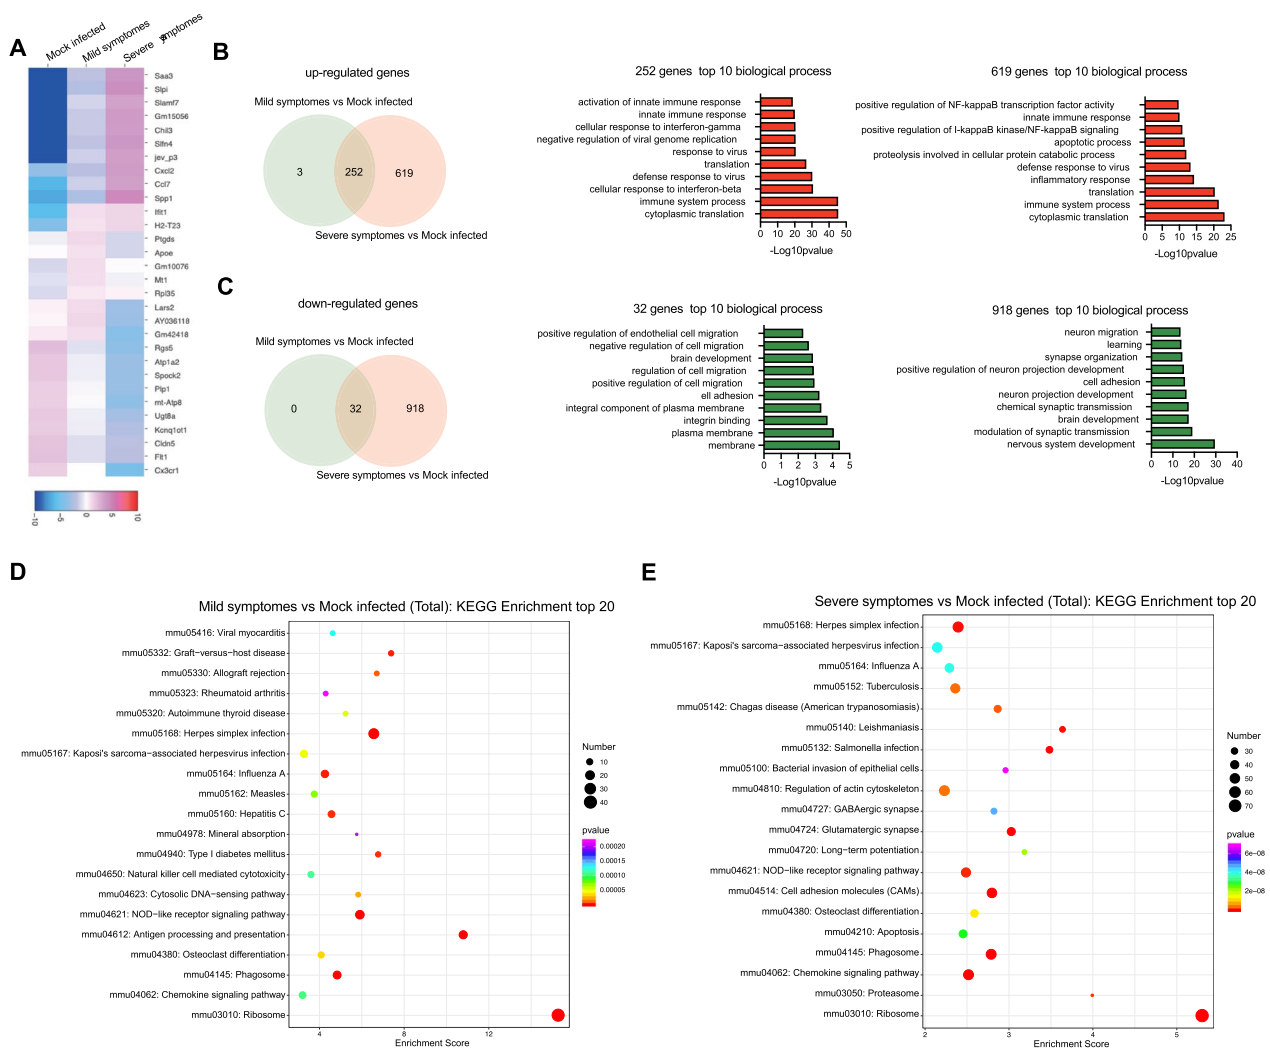 A
Mock infected
Mild symptomes
Severe symptomes
Saa3
Slpi
Slamf7
Gm15056
Chil3
Slfn4
jev_p3
Cxcl2
Ccl7
Spp1
Ifit1
H2-T23
Ptgds
Apoe
Gm10076
Mt1
Rpl35
Lars2
AY036118
Gm42418
Rgs5
Atp1a2
Spock2
Plp1
mt-Atp8
Ugt8a
Kcnq1ot1
Cldn5
Flt1
Cx3cr1
-10 -5 0 5 10
B
up-regulated genes
Mild symptomes vs Mock infected
3 252 619
Severe symptomes vs Mock infected
252 genes top 10 biological process
activation of innate immune response
innate immune response
cellular response to interferon-gamma
negative regulation of viral genome replication
response to virus
translation
defense response to virus
cellular response to interferon-beta
immune system process
cytoplasmic translation
0 10 20 30 40 50
-Log10pvalue
619 genes top 10 biological process
positive regulation of NF-kappaB transcription factor activity
innate immune response
positive regulation of I-kappaB kinase/NF-kappaB signaling
apoptotic process
proteolysis involved in cellular protein catabolic process
defense response to virus
inflammatory response
translation
immune system process
cytoplasmic translation
0 5 10 15 20 25
-Log10pvalue
C
down-regulated genes
Mild symptomes vs Mock infected
0 32 918
Severe symptomes vs Mock infected
32 genes top 10 biological process
positive regulation of endothelial cell migration
negative regulation of cell migration
brain development
regulation of cell migration
positive regulation of cell migration
ell adhesion
integral component of plasma membrane
integrin binding
plasma membrane
membrane
0 1 2 3 4 5
-Log10pvalue
918 genes top 10 biological process
neuron migration
learning
synapse organization
positive regulation of neuron projection development
cell adhesion
neuron projection development
chemical synaptic transmission
brain development
modulation of synaptic transmission
nervous system development
0 10 20 30 40
-Log10pvalue
D
Mild symptomes vs Mock infected (Total): KEGG Enrichment top 20
mmu05416: Viral myocarditis
mmu05332: Graft−versus−host disease
mmu05330: Allograft rejection
mmu05323: Rheumatoid arthritis
mmu05320: Autoimmune thyroid disease
mmu05168: Herpes simplex infection
mmu05167: Kaposi's sarcoma−associated herpesvirus infection
mmu05164: Influenza A
mmu05162: Measles
mmu05160: Hepatitis C
mmu04978: Mineral absorption
mmu04940: Type I diabetes mellitus
mmu04650: Natural killer cell mediated cytotoxicity
mmu04623: Cytosolic DNA−sensing pathway
mmu04621: NOD−like receptor signaling pathway
mmu04612: Antigen processing and presentation
mmu04380: Osteoclast differentiation
mmu04145: Phagosome
mmu04062: Chemokine signaling pathway
mmu03010: Ribosome
4 8 12
Enrichment Score
Number
10
20
30
40
pvalue
0.00020
0.00015
0.00010
0.00005
E
Severe symptomes vs Mock infected (Total): KEGG Enrichment top 20
mmu05168: Herpes simplex infection
mmu05167: Kaposi's sarcoma−associated herpesvirus infection
mmu05164: Influenza A
mmu05152: Tuberculosis
mmu05142: Chagas disease (American trypanosomiasis)
mmu05140: Leishmaniasis
mmu05132: Salmonella infection
mmu05100: Bacterial invasion of epithelial cells
mmu04810: Regulation of actin cytoskeleton
mmu04727: GABAergic synapse
mmu04724: Glutamatergic synapse
mmu04720: Long−term potentiation
mmu04621: NOD−like receptor signaling pathway
mmu04514: Cell adhesion molecules (CAMs)
mmu04380: Osteoclast differentiation
mmu04210: Apoptosis
mmu04145: Phagosome
mmu04062: Chemokine signaling pathway
mmu03050: Proteasome
mmu03010: Ribosome
2 3 4 5
Enrichment Score
Number
30
40
50
60
70
pvalue
6e−08
4e−08
2e−08